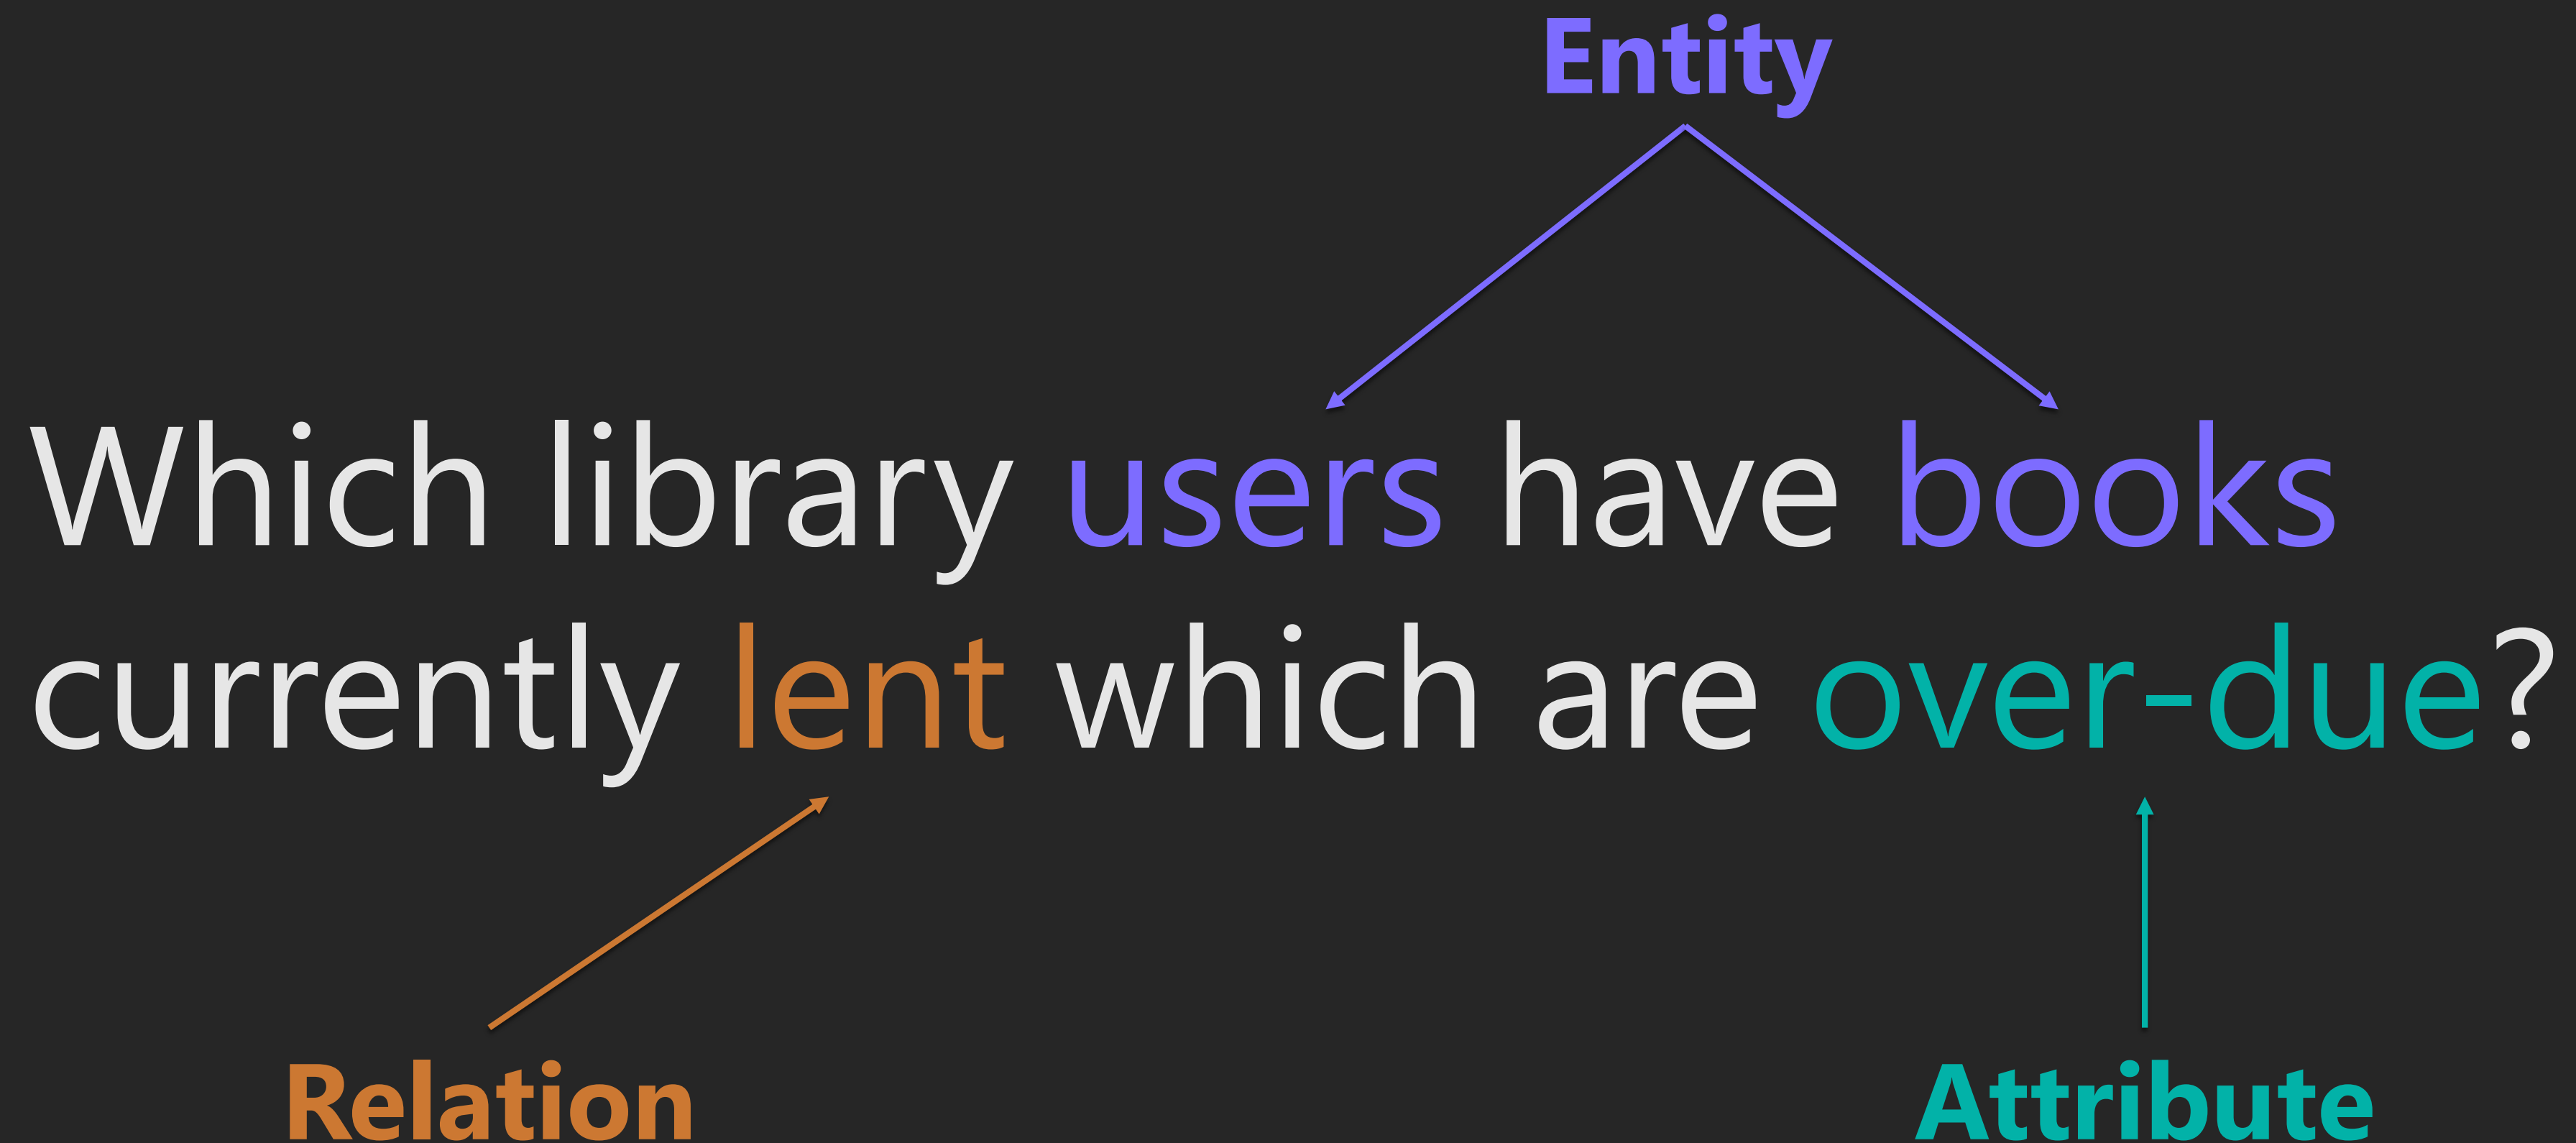 Entity
Which library users have books
currently lent which are over-due?
Relation
Attribute